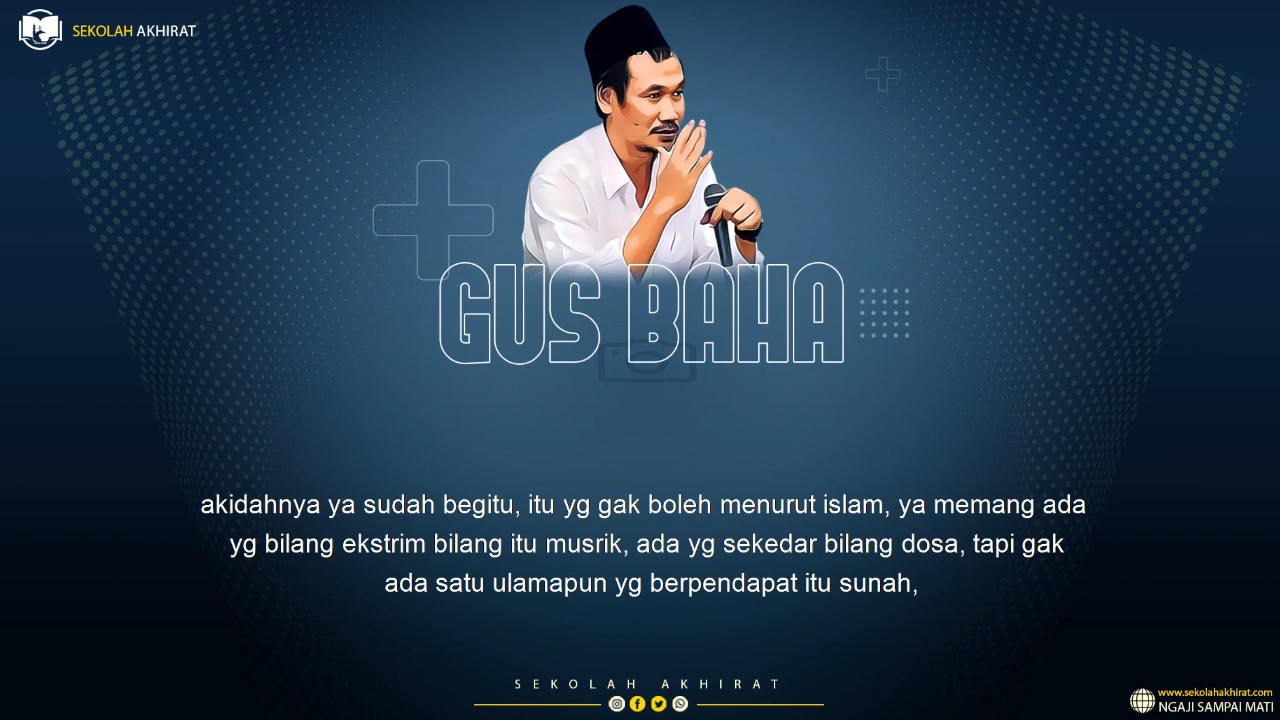 SEKOLAH AKHIRAT
GUS BAHA
akidahnya ya sudah begitu, itu yg gak boleh menurut islam, ya memang ada
yg bilang ekstrim bilang itu musrik, ada yg sekedar bilang dosa, tapi gak
ada satu ulamapun yg berpendapat itu sunah,
SEKOLAH AKHIRAT
www.sekolahakhirat.com
NGAJI SAMPAI MATI